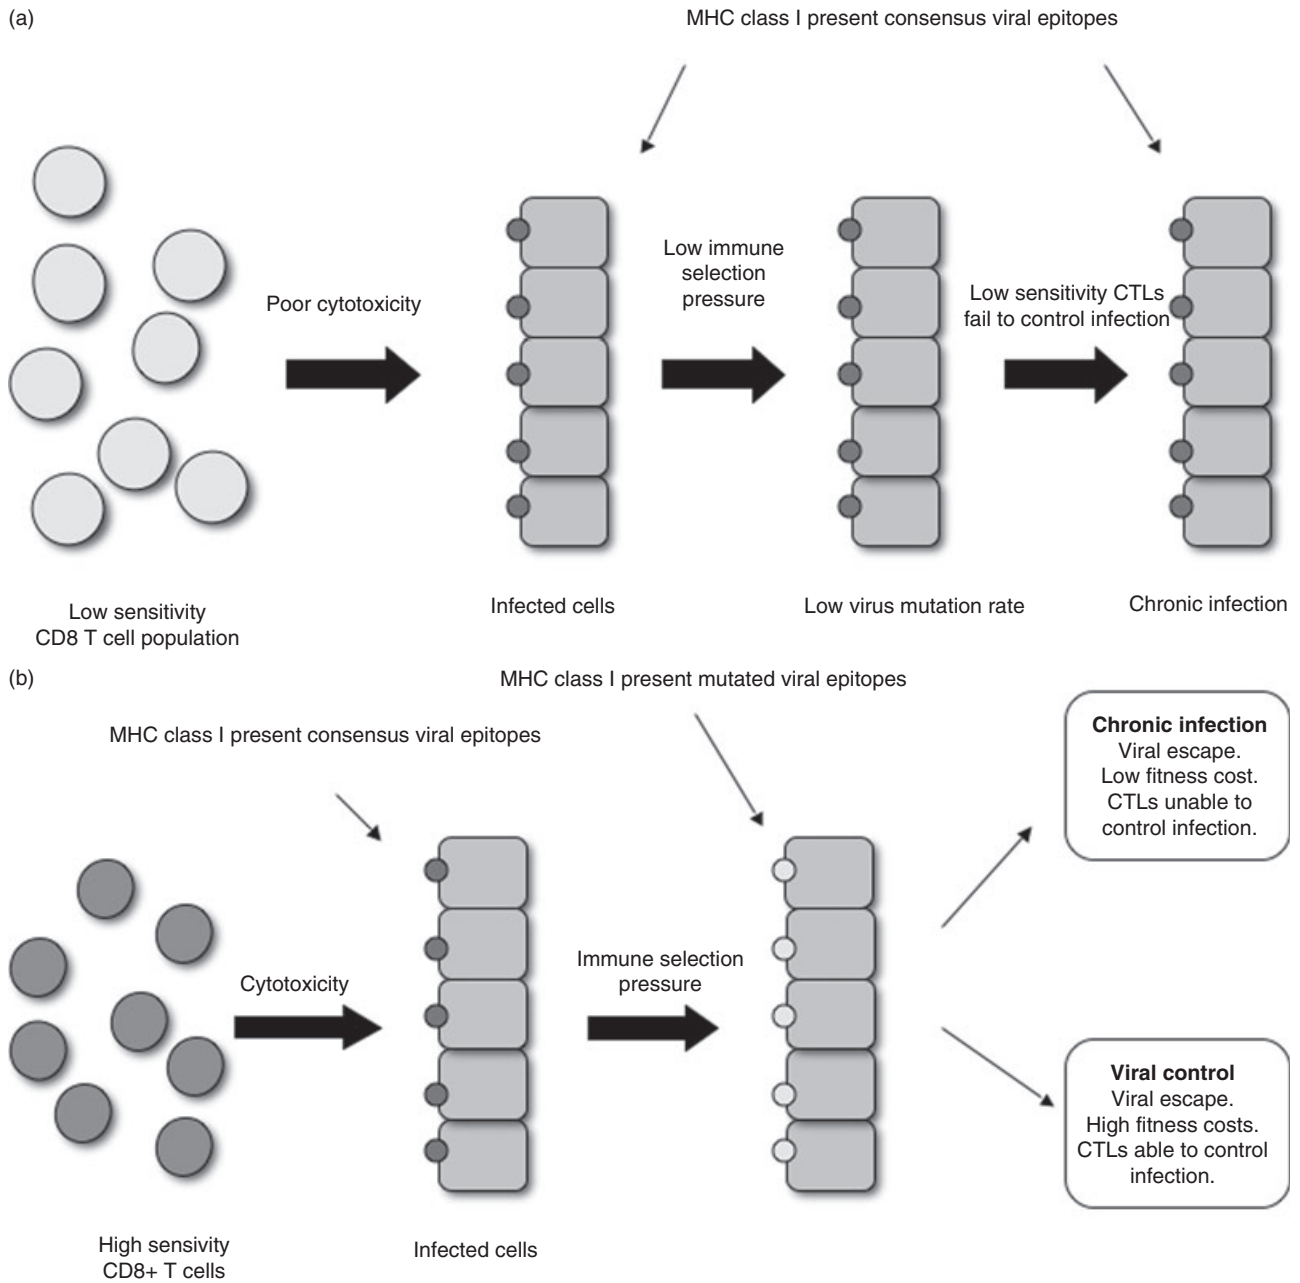 (a)
MHC class I present consensus viral epitopes
Poor cytotoxicity
Low immune
selection
pressure
Low sensitivity CTLs
fail to control infection
Low sensitivity
CD8 T cell population
Infected cells
Low virus mutation rate
Chronic infection
(b)
MHC class I present mutated viral epitopes
MHC class I present consensus viral epitopes
Chronic infection
Viral escape.
Low fitness cost.
CTLs unable to
control infection.
Cytotoxicity
Immune selection
pressure
Viral control
Viral escape.
High fitness costs.
CTLs able to control
infection.
High sensivity
CD8+ T cells
Infected cells